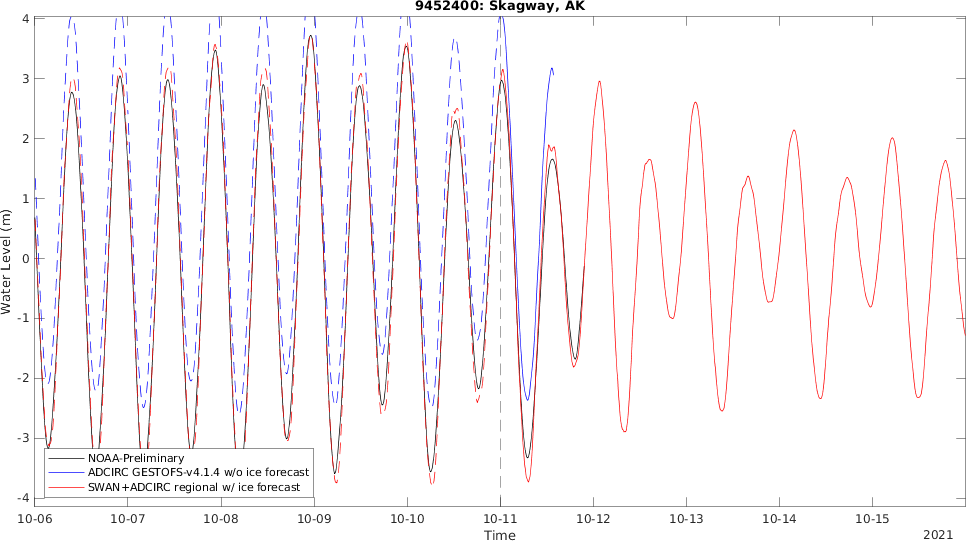 9452400: Skagway, AK
Water Level (m)
4
3
2
1
0
-1
-2
-3
-4
NOAA-Preliminary
ADCIRC GESTOFS-v4.1.4 w/o ice forecast
SWAN+ADCIRC regional w/ ice forecast
10-06 10-07 10-08 10-09 10-10 10-11 10-12 10-13 10-14 10-15
Time
2021